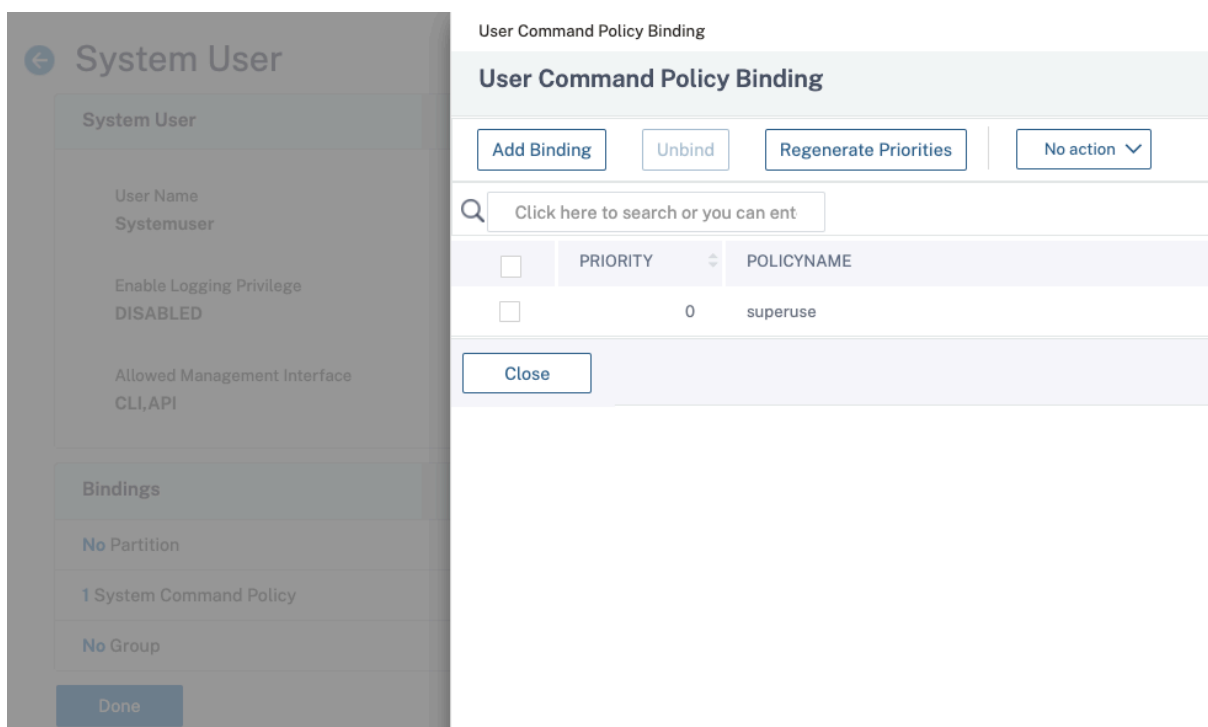 System User
System User
User Name
Systemuser
Enable Logging Privilege
DISABLED
Allowed Management Interface
CLI,API
Bindings
No Partition
1 System Command Policy
No Group
Done
User Command Policy Binding
User Command Policy Binding
Add Binding Unbind Regenerate Priorities No action
Click here to search or you can ent
PRIORITY POLICYNAME
0 superuse
Close